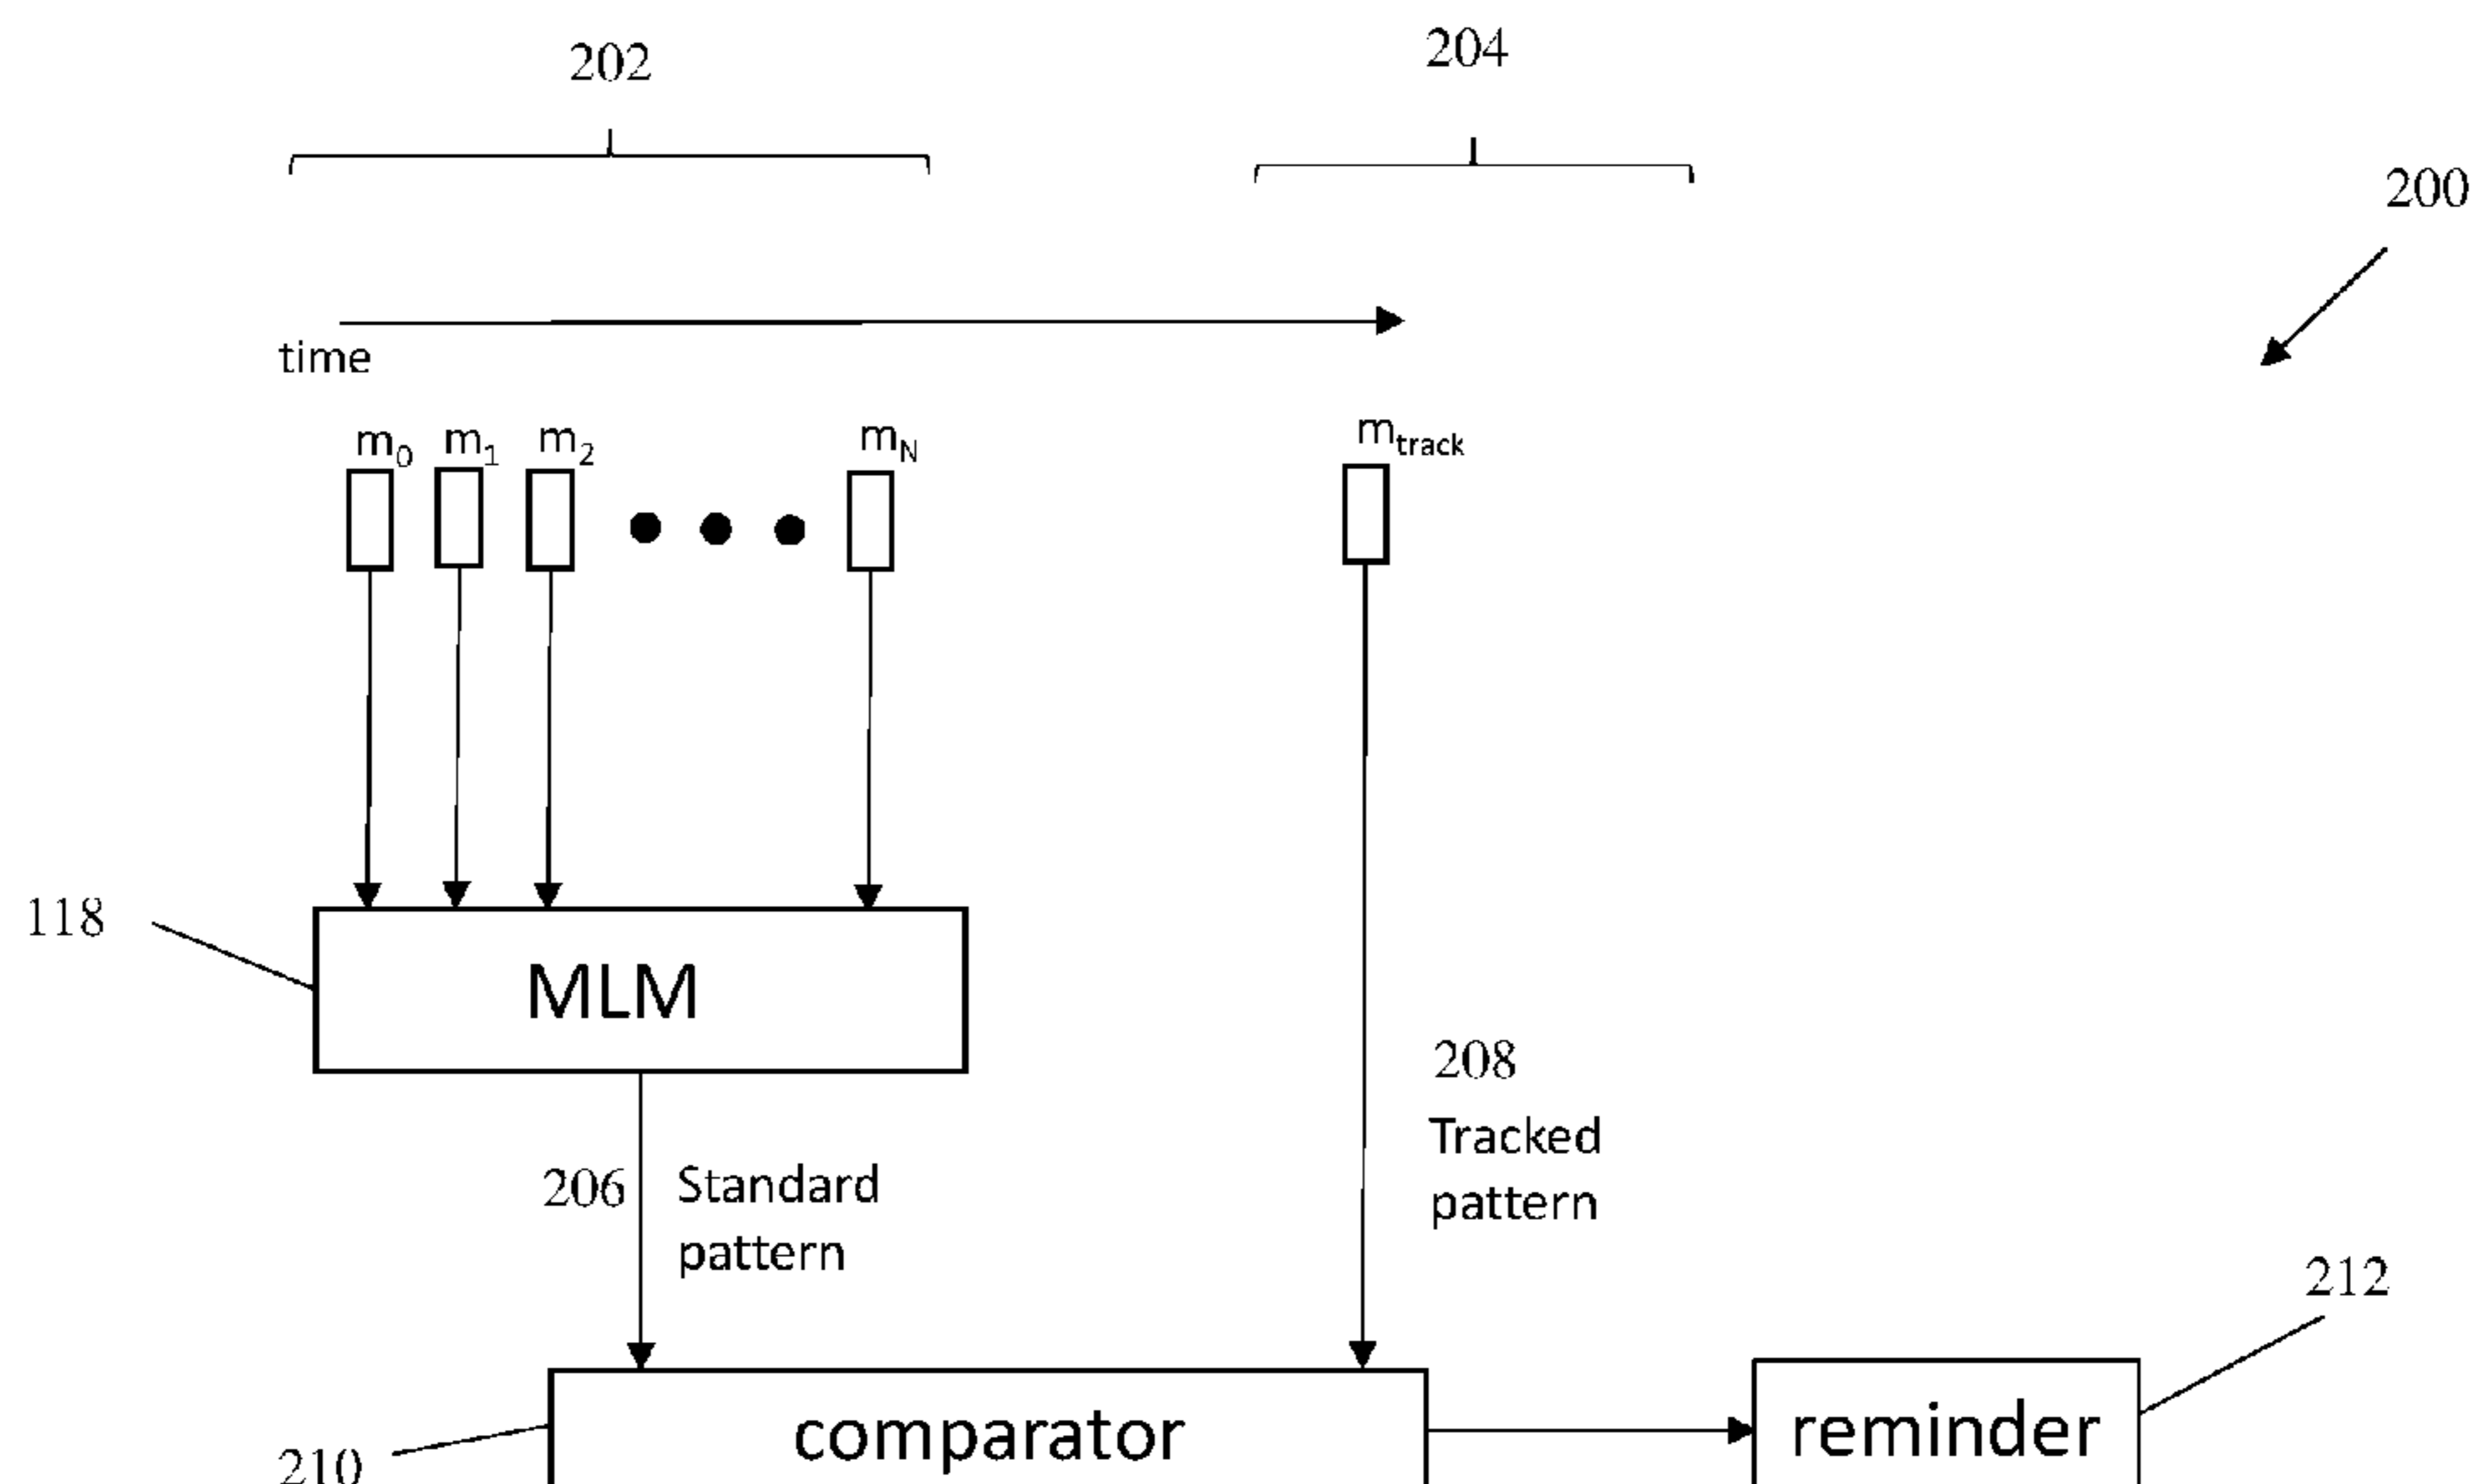 202
204
200
time
m0 m1 m2 mN mtrack
118
MLM
208
Tracked
pattern
206
Standard
pattern
212
comparator
reminder
210